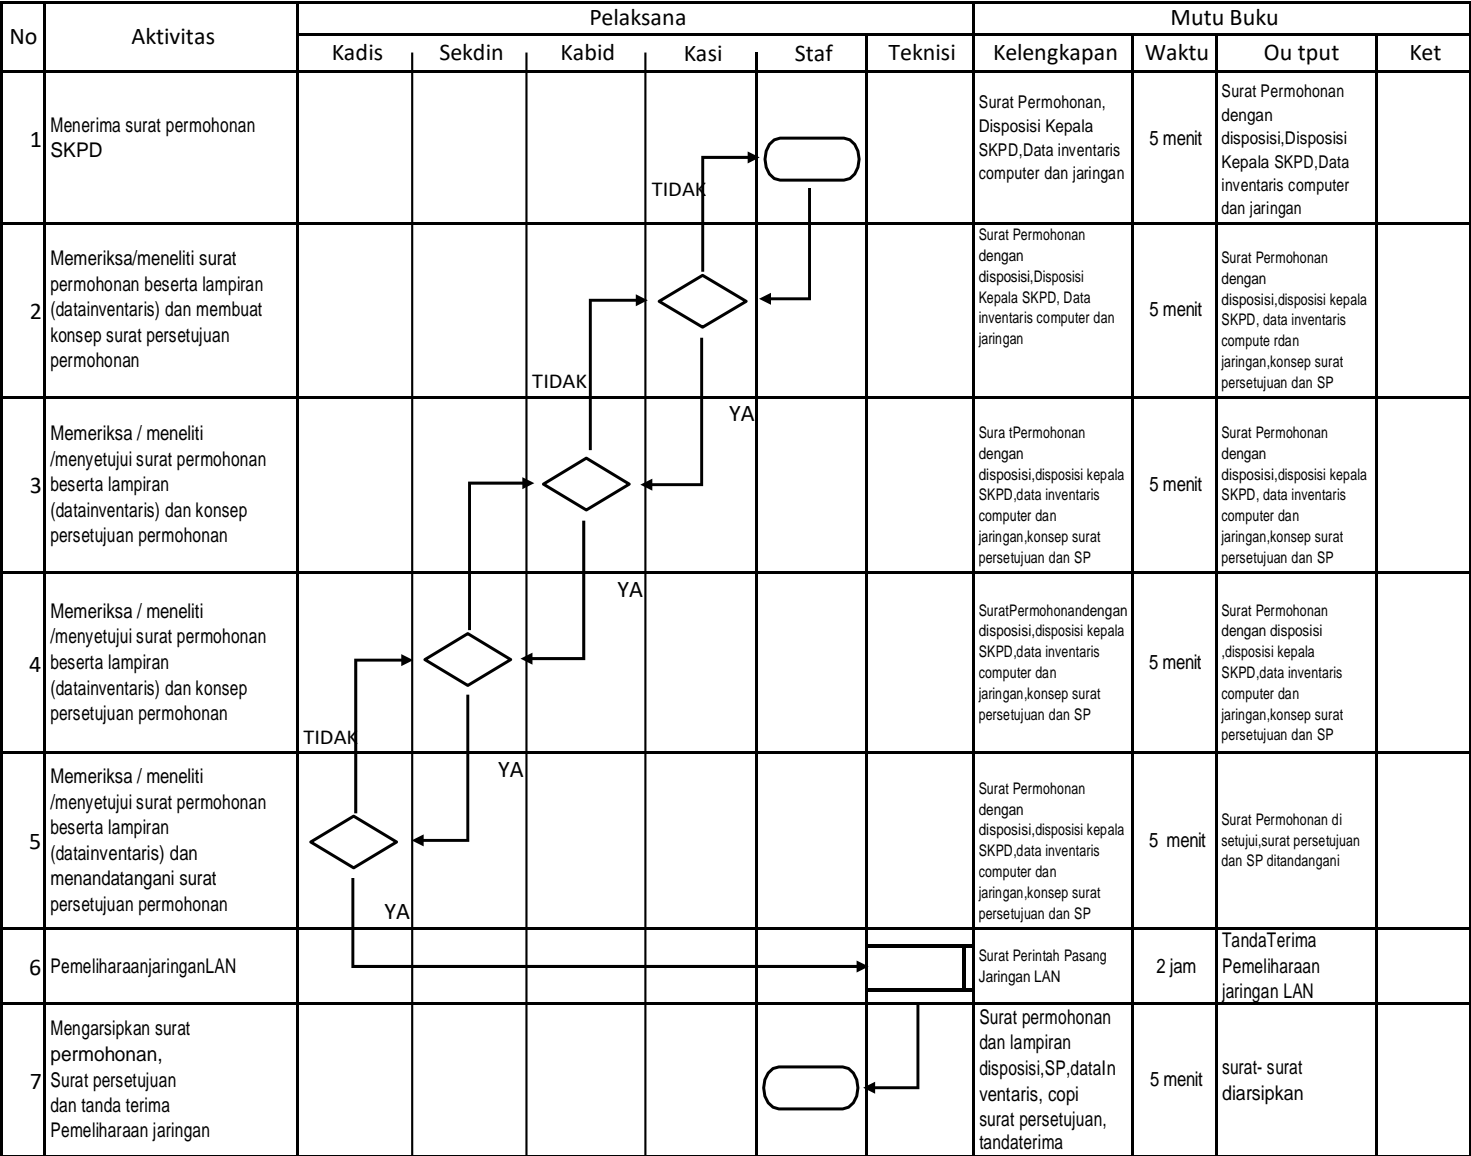 No
Aktivitas
Pelaksana
Mutu Buku
Kadis
Sekdin
Kabid
Kasi
Staf
Teknisi
Kelengkapan
Waktu
Ou tput
Ket
1
Menerima surat permohonan
SKPD
TIDAK
Surat Permohonan,
Disposisi Kepala
SKPD,Data inventaris
computer dan jaringan
5 menit
Surat Permohonan
dengan
disposisi,Disposisi
Kepala SKPD,Data
inventaris computer
dan jaringan
2
Memeriksa/meneliti surat
permohonan beserta lampiran
(datainventaris) dan membuat
konsep surat persetujuan
permohonan
TIDAK
Surat Permohonan
dengan
disposisi,Disposisi
Kepala SKPD, Data
inventaris computer dan
jaringan
5 menit
Surat Permohonan
dengan
disposisi,disposisi kepala
SKPD, data inventaris
compute rdan
jaringan,konsep surat
persetujuan dan SP
3
Memeriksa / meneliti
/menyetujui surat permohonan
beserta lampiran
(datainventaris) dan konsep
persetujuan permohonan
YA
Sura tPermohonan
dengan
disposisi,disposisi kepala
SKPD,data inventaris
computer dan
jaringan,konsep surat
persetujuan dan SP
5 menit
Surat Permohonan
dengan
disposisi,disposisi kepala
SKPD, data inventaris
computer dan
jaringan,konsep surat
persetujuan dan SP
4
Memeriksa / meneliti
/menyetujui surat permohonan
beserta lampiran
(datainventaris) dan konsep
persetujuan permohonan
TIDAK
YA
SuratPermohonandengan
disposisi,disposisi kepala
SKPD,data inventaris
computer dan
jaringan,konsep surat
persetujuan dan SP
5 menit
Surat Permohonan
dengan disposisi
,disposisi kepala
SKPD,data inventaris
computer dan
jaringan,konsep surat
persetujuan dan SP
5
Memeriksa / meneliti
/menyetujui surat permohonan
beserta lampiran
(datainventaris) dan
menandatangani surat
persetujuan permohonan
YA
YA
Surat Permohonan
dengan
disposisi,disposisi kepala
SKPD,data inventaris
computer dan
jaringan,konsep surat
persetujuan dan SP
5 menit
Surat Permohonan di
setujui,surat persetujuan
dan SP ditandangani
6
PemeliharaanjaringanLAN
Surat Perintah Pasang
Jaringan LAN
2 jam
TandaTerima
Pemeliharaan
jaringan LAN
7
Mengarsipkan surat
permohonan,
Surat persetujuan
dan tanda terima
Pemeliharaan jaringan
Surat permohonan
dan lampiran
disposisi,SP,dataIn
ventaris, copi
surat persetujuan,
tandaterima
5 menit
surat- surat
diarsipkan